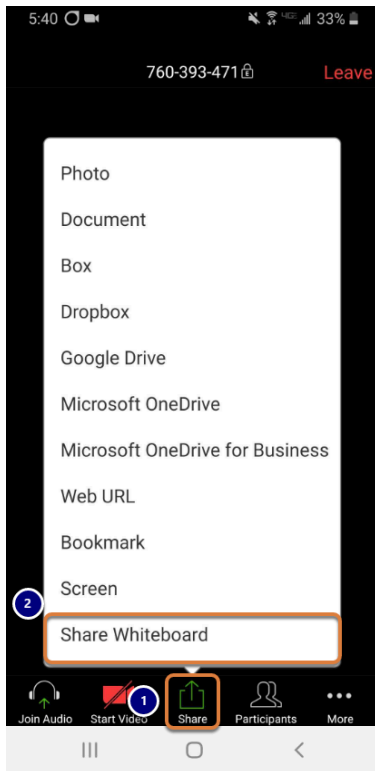 5:40 4GE 33%
760-393-471 E Leave
Photo
Document
Box
Dropbox
Google Drive
Microsoft OneDrive
Microsoft OneDrive for Business
Web URL
Bookmark
Screen
2
Share Whiteboard
1
Join Audio Start Video Share Participants More